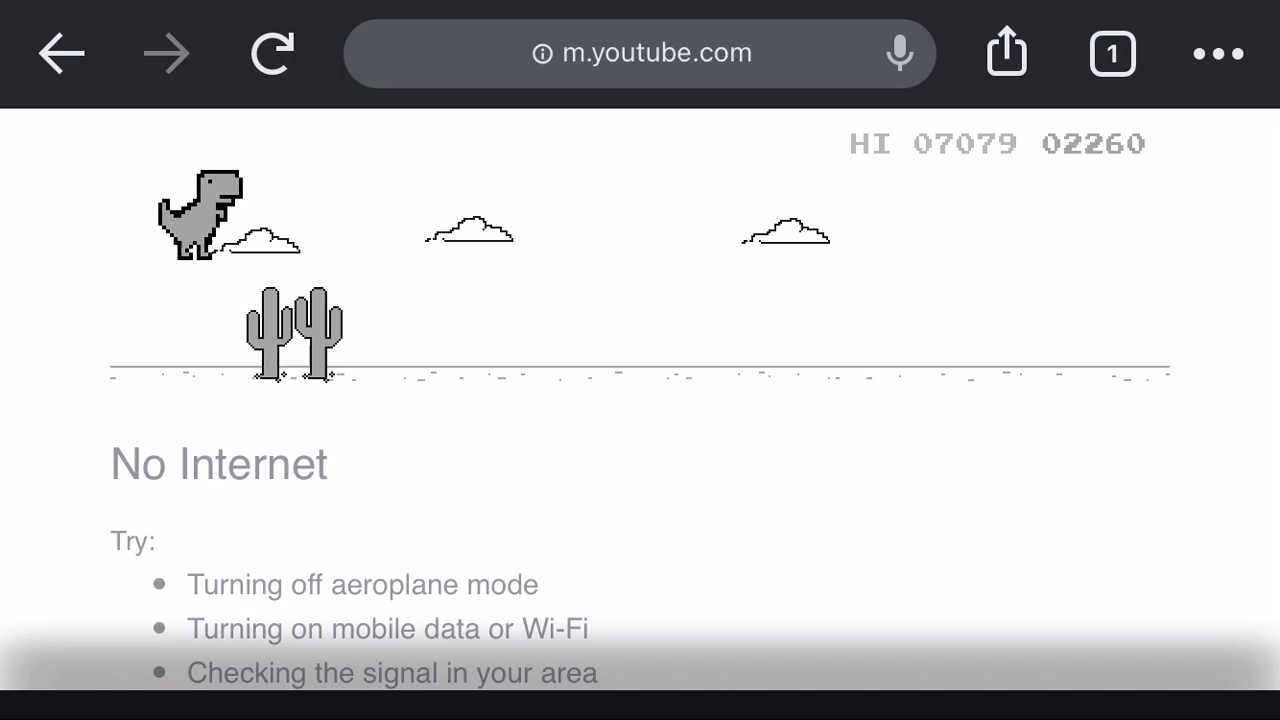 m.youtube.com
1
HI 07079 02260
No Internet
Try:
Turning off aeroplane mode
Turning on mobile data or Wi-Fi
Checking the signal in your area